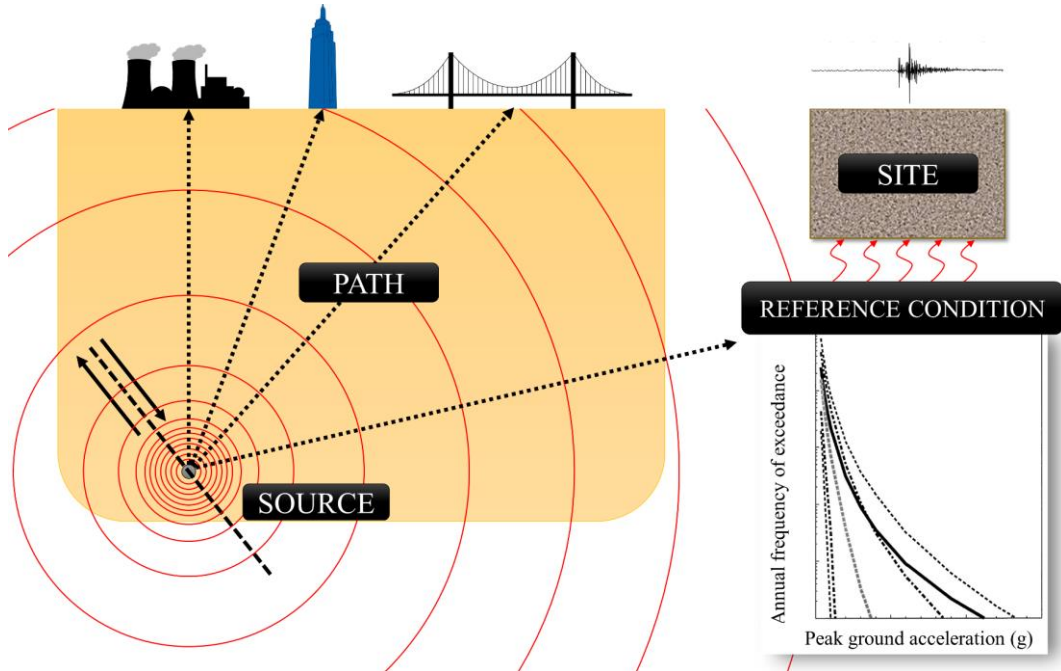 SITE
PATH
REFERENCE CONDITION
SOURCE
Annual frequency of exceedance
Peak ground acceleration (g)